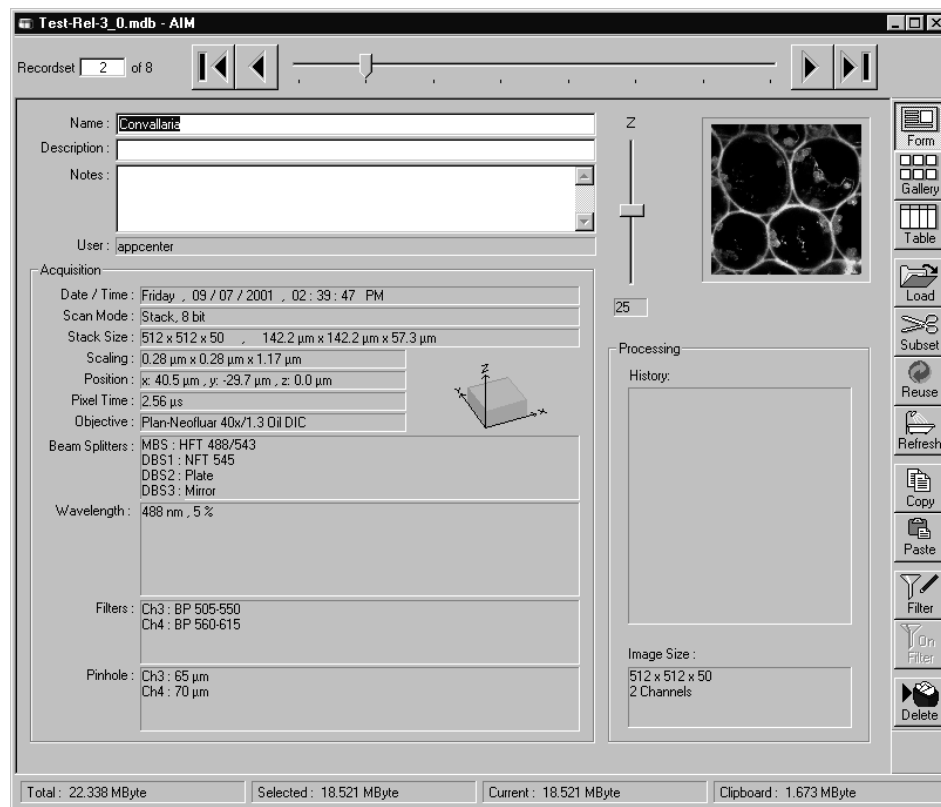 Test-Rel-3_0.mdb - AIM
Recordset 2 of 8
Name : Convallaria
Description :
Notes :
User : appcenter
Acquisition
Date / Time : Friday , 09 / 07 / 2001 , 02 : 39 : 47 PM
Scan Mode : Stack, 8 bit
Stack Size : 512 x 512 x 50 , 142.2 µm x 142.2 µm x 57.3 µm
Scaling : 0.28 µm x 0.28 µm x 1.17 µm
Position : x: 40.5 µm , y: -29.7 µm , z: 0.0 µm
Pixel Time : 2.56 µs
Objective : Plan-Neofluar 40x/1.3 Oil DIC
Beam Splitters : MBS : HFT 488/543
DBS1 : NFT 545
DBS2 : Plate
DBS3 : Mirror
Wavelength : 488 nm , 5 %
Filters : Ch3 : BP 505-550
Ch4 : BP 560-615
Pinhole : Ch3 : 65 µm
Ch4 : 70 µm
Z
Y
X
Z
25
Processing
History:
Image Size :
512 x 512 x 50
2 Channels
Form
Gallery
Table
Load
Subset
Reuse
Refresh
Copy
Paste
Filter
On
Filter
Delete
Total : 22.338 MByte
Selected : 18.521 MByte
Current : 18.521 MByte
Clipboard : 1.673 MByte